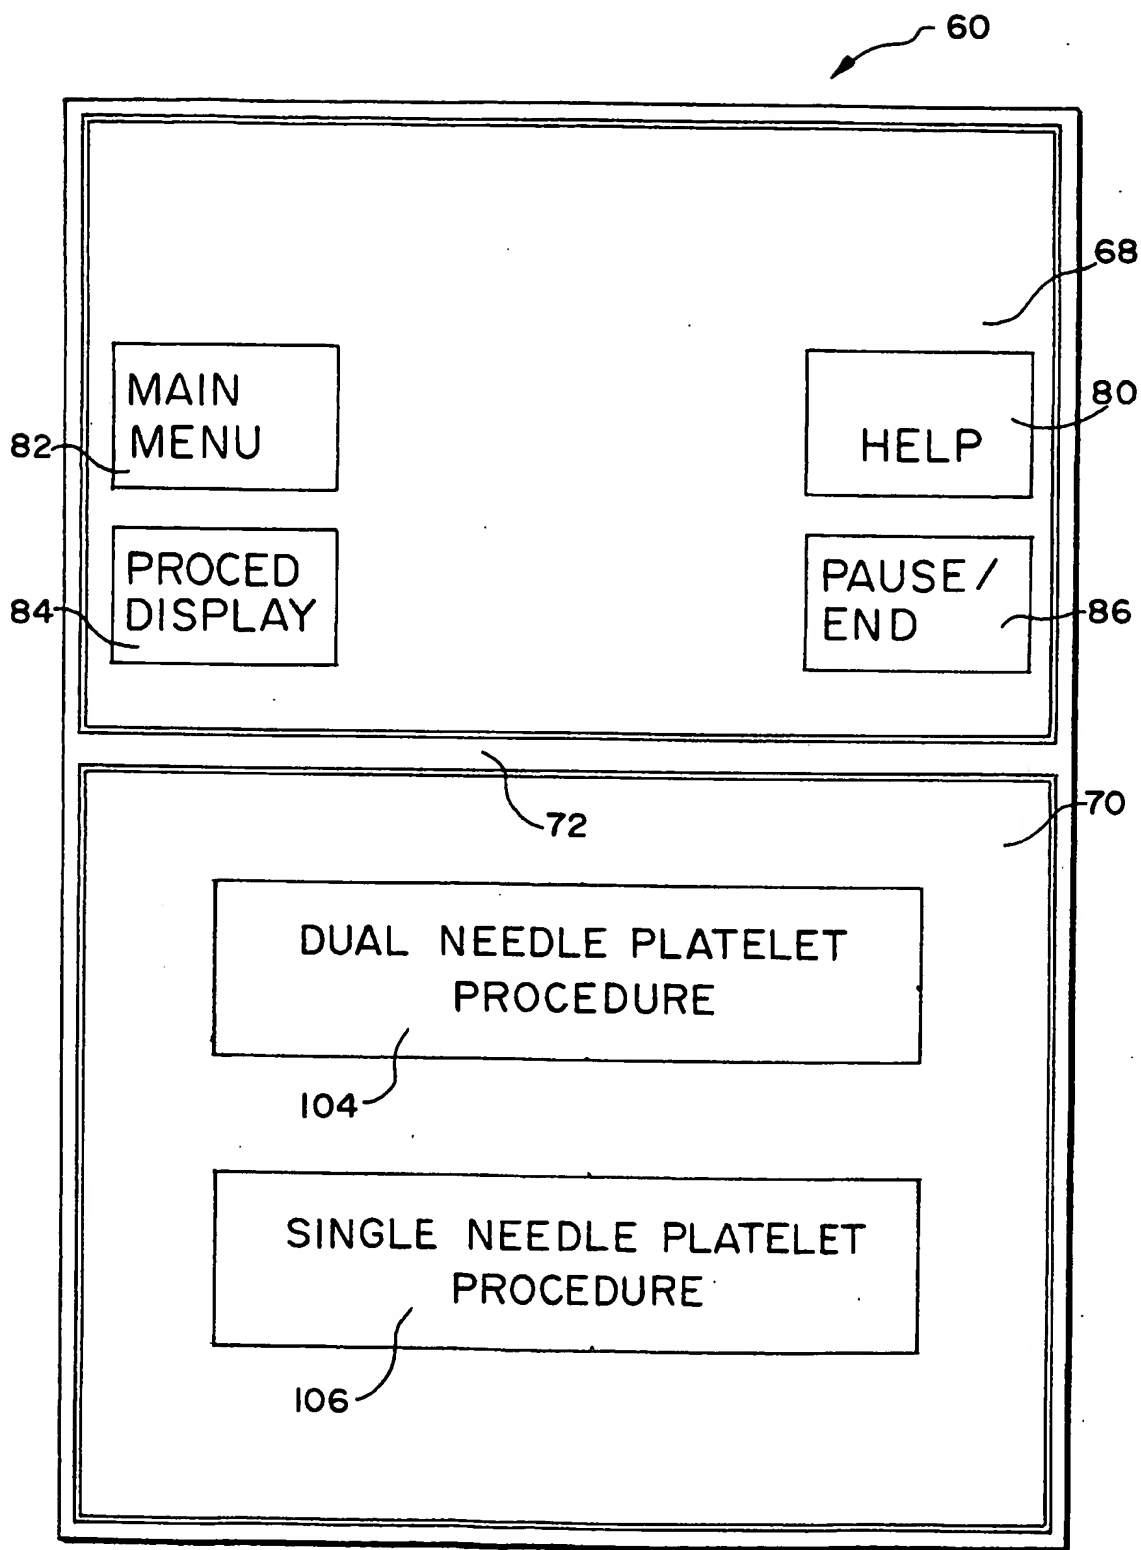 60
68
MAIN
MENU
82
HELP
80
PROCED
DISPLAY
84
PAUSE/
END
86
72
70
DUAL NEEDLE PLATELET
PROCEDURE
104
SINGLE NEEDLE PLATELET
PROCEDURE
106